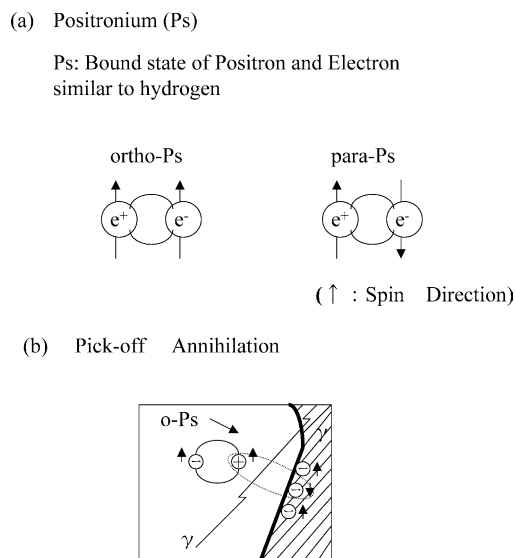 (a) Positronium (Ps)
Ps: Bound state of Positron and Electron
similar to hydrogen
ortho-Ps para-Ps
e+ e- e+ e-
(↑ : Spin Direction)
(b) Pick-off Annihilation
o-Ps
γ
− + −
−
−
γ